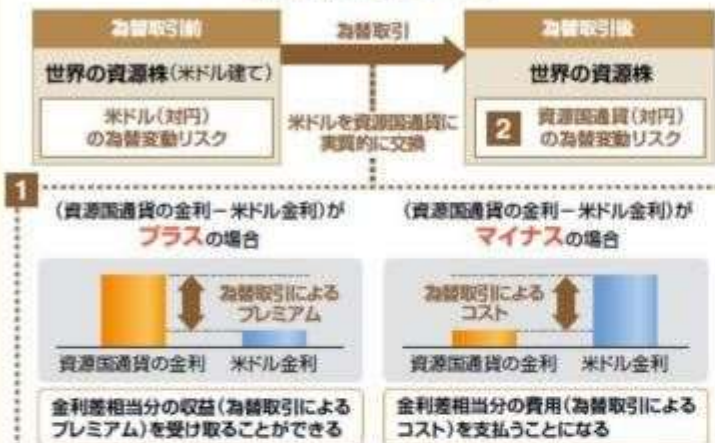 為替取引前
為替取引
為替取引後
世界の資源株(米ドル建て)
世界の資源株
米ドル(対円)
の為替変動リスク
米ドルを資源国通貨に
実質的に交換
2
資源国通貨(対円)
の為替変動リスク
1
(資源国通貨の金利－米ドル金利)が
プラスの場合
(資源国通貨の金利－米ドル金利)が
マイナスの場合
為替取引による
プレミアム
為替取引による
コスト
資源国通貨の金利
米ドル金利
資源国通貨の金利
米ドル金利
金利差相当分の収益(為替取引による
プレミアム)を受け取ることができる
金利差相当分の費用(為替取引による
コスト)を支払うことになる